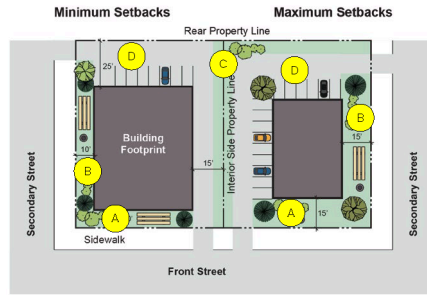 Minimum Setbacks
Maximum Setbacks
Rear Property Line
D
C
D
25'
Building
Footprint
Interior Side Property Line
B
10'
15'
15'
B
A
A
15'
Secondary Street
Secondary Street
Sidewalk
Front Street